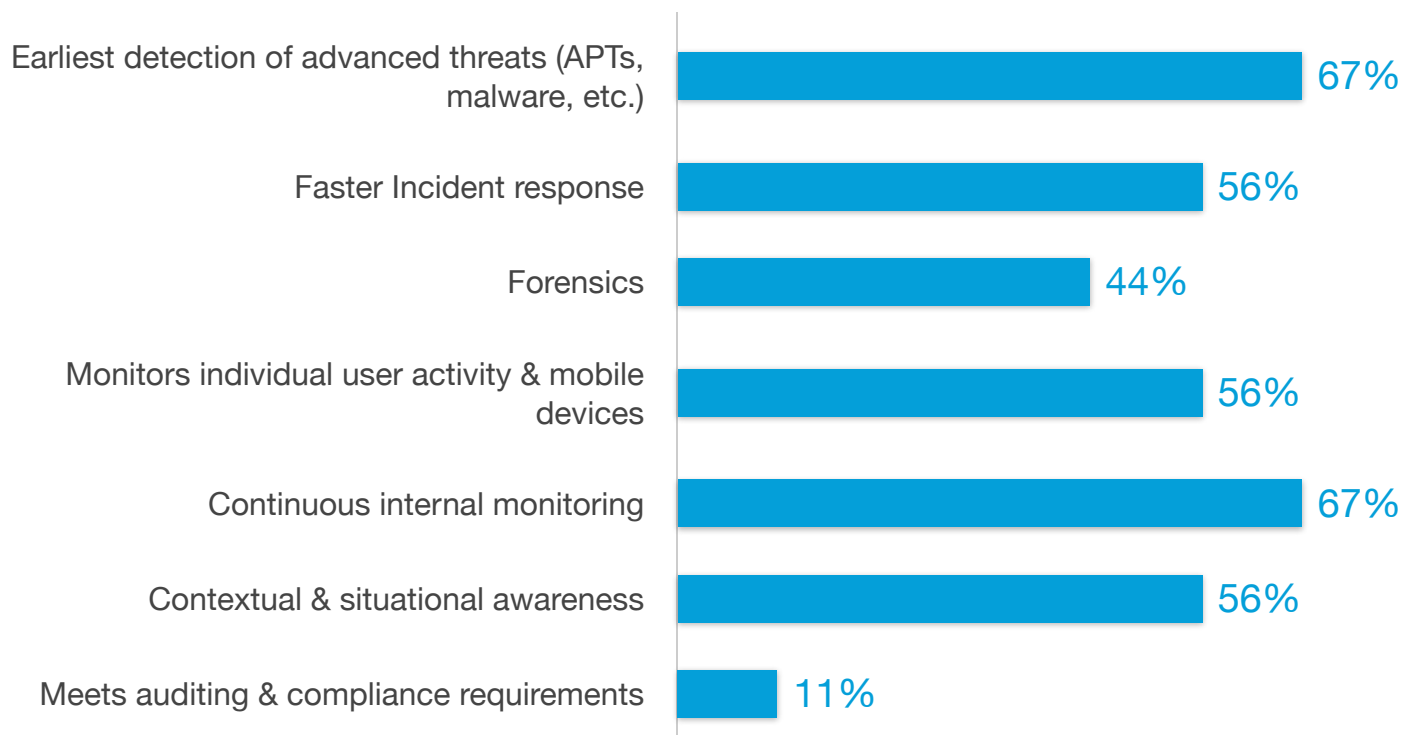 Earliest detection of advanced threats (APTs,
malware, etc.)
67%
Faster Incident response
56%
Forensics
44%
Monitors individual user activity & mobile
devices
56%
Continuous internal monitoring
67%
Contextual & situational awareness
56%
Meets auditing & compliance requirements
11%